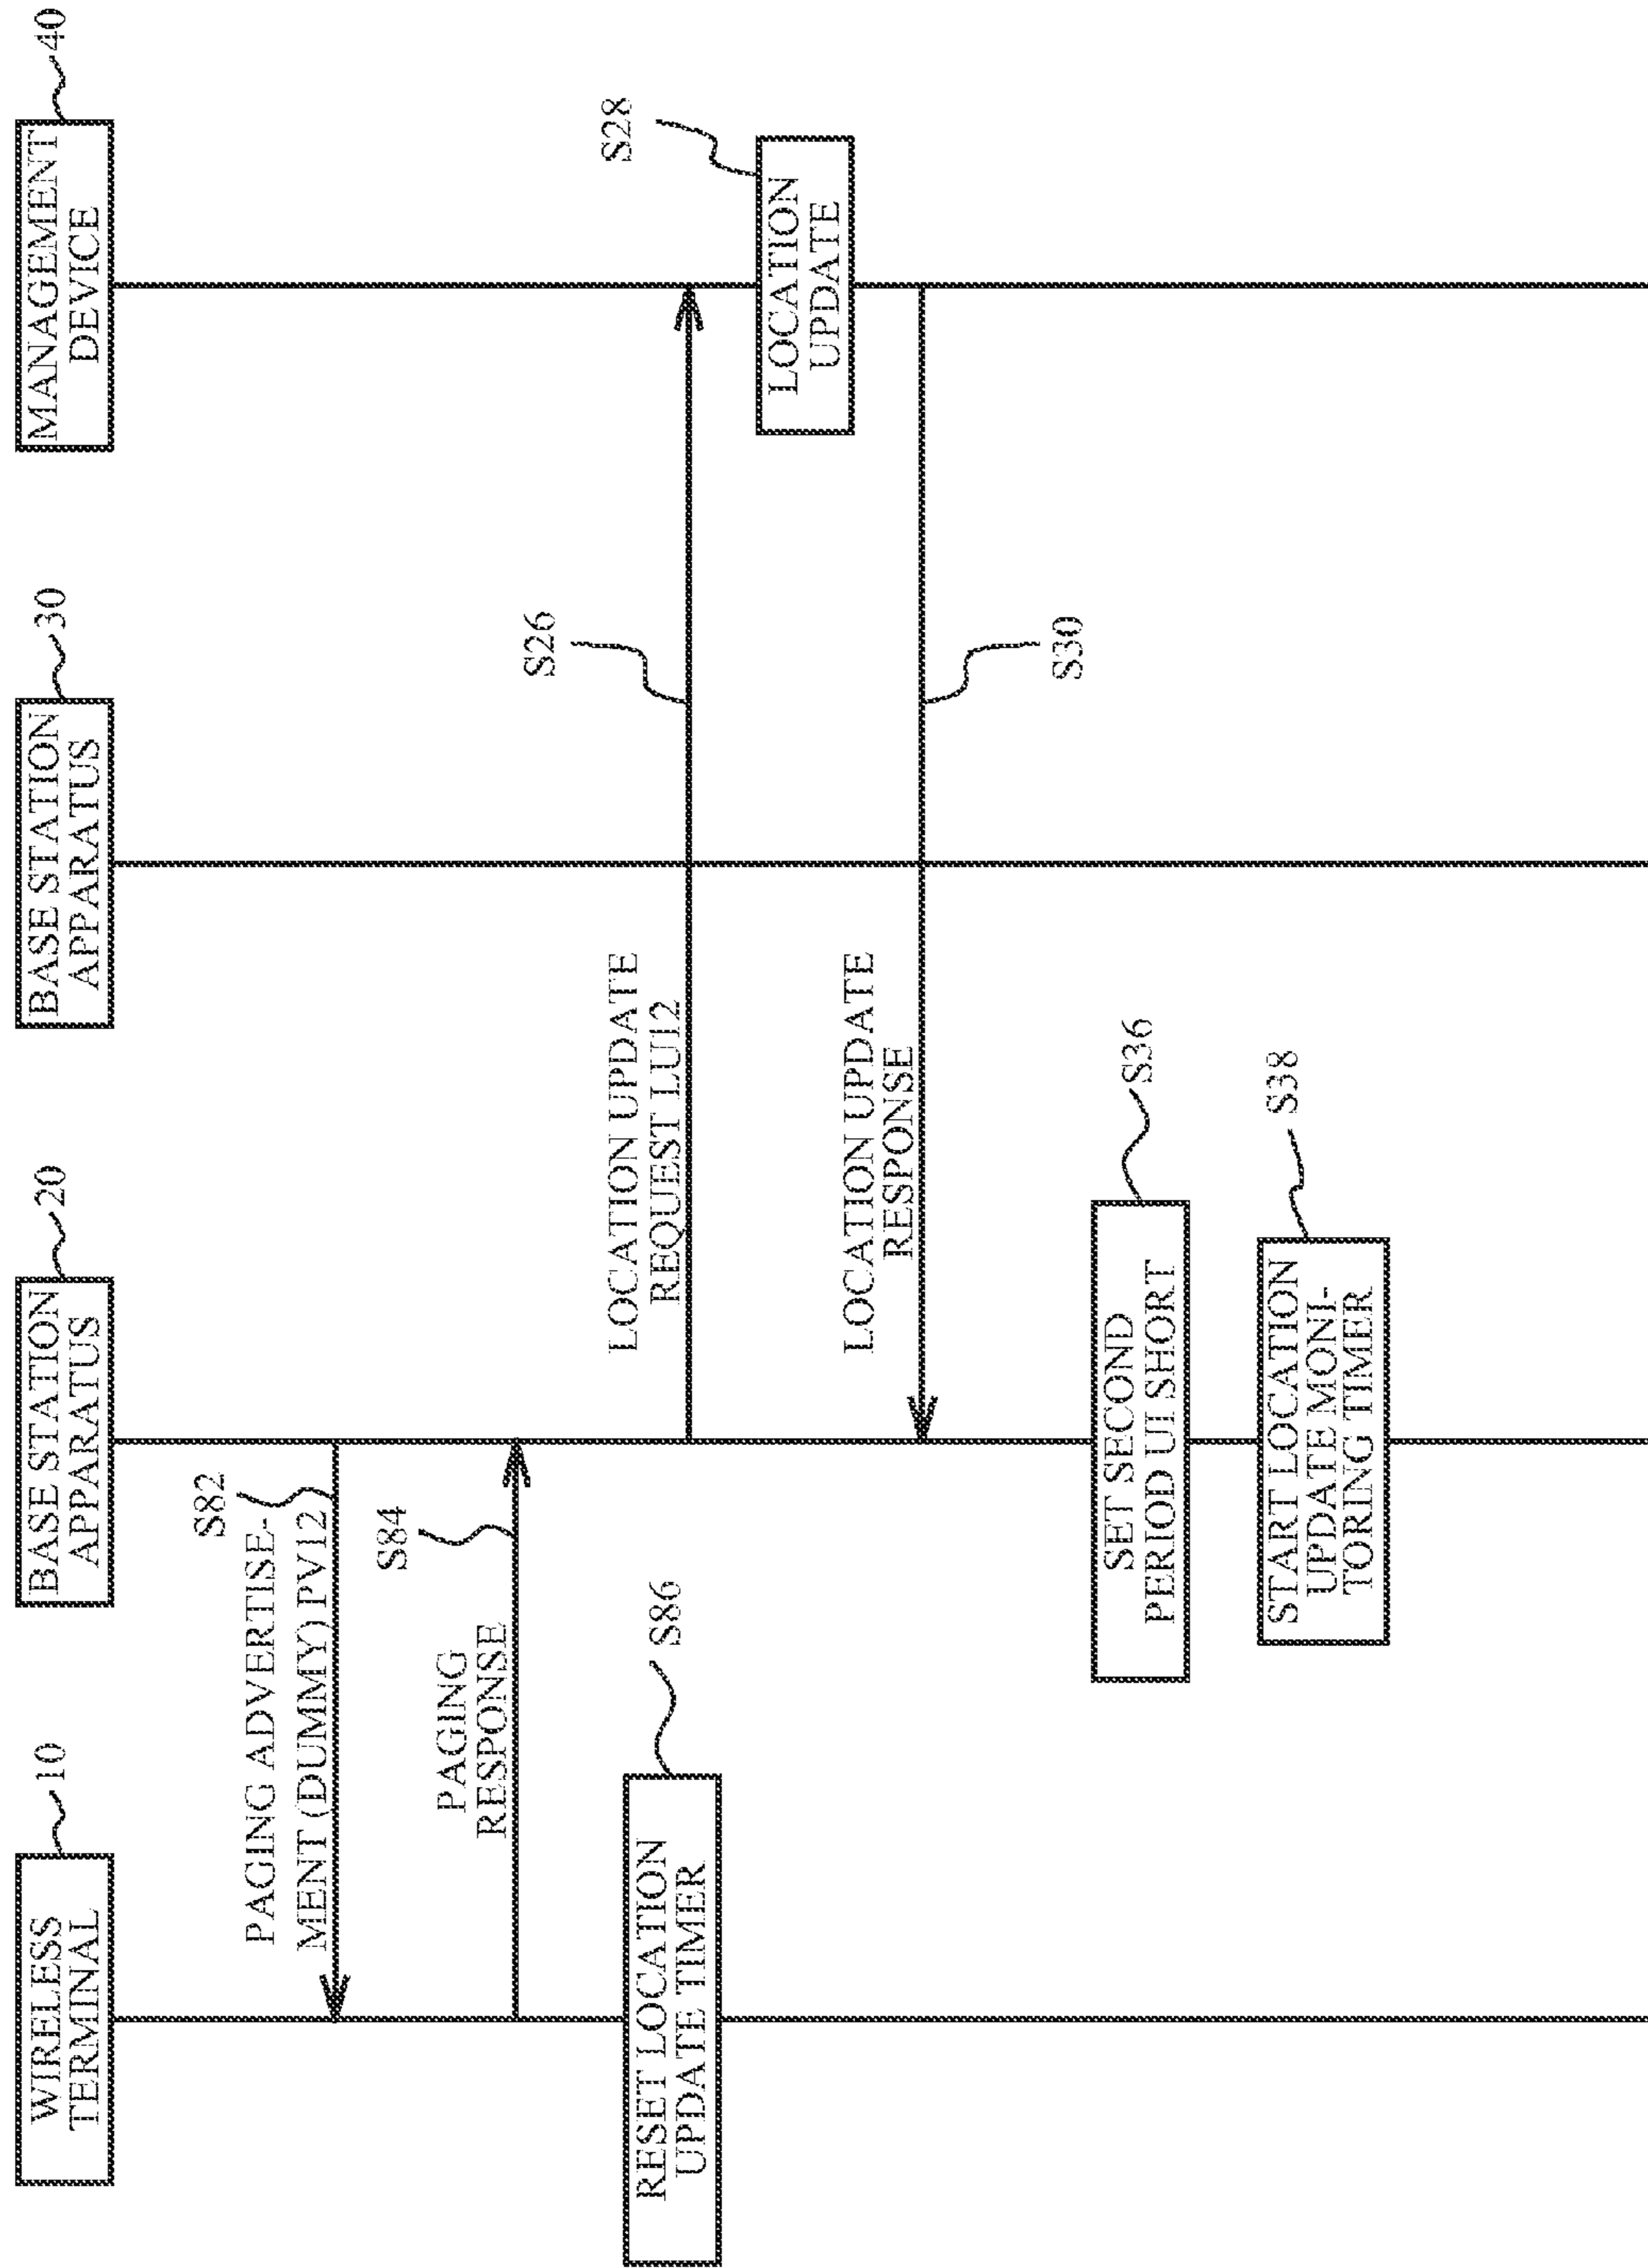 WIRELESS
TERMINAL
10
BASE STATION
APPARATUS
20
BASE STATION
APPARATUS
30
MANAGEMENT
DEVICE
40
S82
PAGING ADVERTISE-
MENT (DUMMY) PV12
S84
PAGING
RESPONSE
RESET LOCATION
UPDATE TIMER
S86
LOCATION UPDATE
REQUEST LU12
S26
LOCATION
UPDATE
S28
LOCATION UPDATE
RESPONSE
S30
SET SECOND
PERIOD UI SHORT
S36
START LOCATION
UPDATE MONI-
TORING TIMER
S38